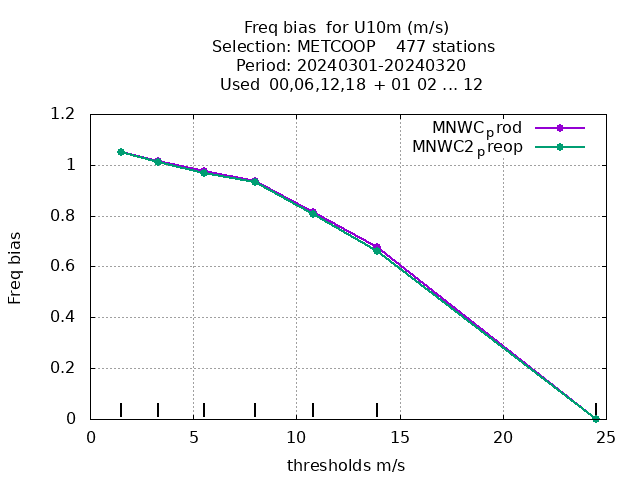 Freq bias  for U10m (m/s)
Selection: METCOOP    477 stations
Period: 20240301-20240320
Used  00,06,12,18  + 01 02 ... 12
MNWCprod
MNWC2preop
1.2
1
0.8
0.6
0.4
0.2
0
Freq bias
0 5 10 15 20 25
thresholds m/s